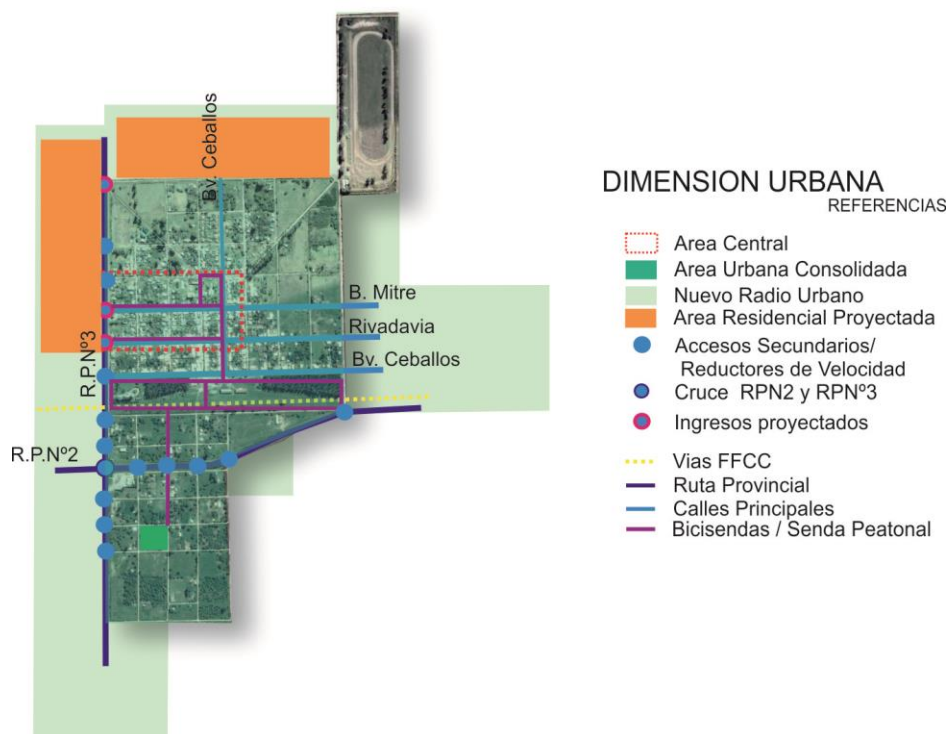 Bv. Ceballos
B. Mitre
Rivadavia
Bv. Ceballos
R.P.Nº3
R.P.Nº2
DIMENSION URBANA
REFERENCIAS
Area Central
Area Urbana Consolidada
Nuevo Radio Urbano
Area Residencial Proyectada
Accesos Secundarios/
Reductores de Velocidad
Cruce RPN2 y RPNº3
Ingresos proyectados
Vias FFCC
Ruta Provincial
Calles Principales
Bicisendas / Senda Peatonal